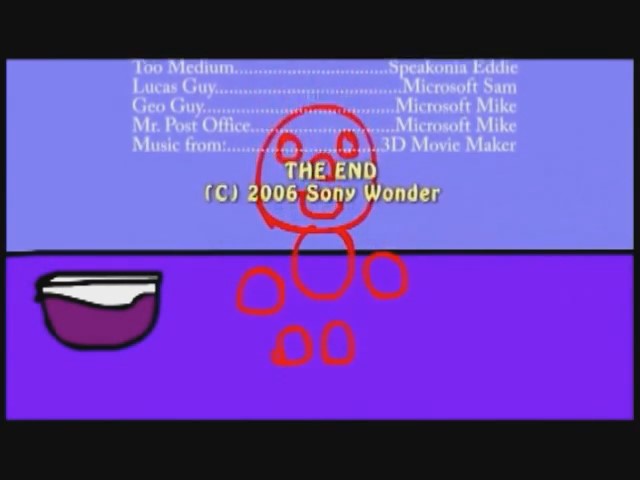 Too Medium......................Speakonia Eddie
Lucas Guy...........................Microsoft Sam
Geo Guy............................Microsoft Mike
Mr. Post Office.....................Microsoft Mike
Music from:......................3D Movie Maker
THE END
(C) 2006 Sony Wonder